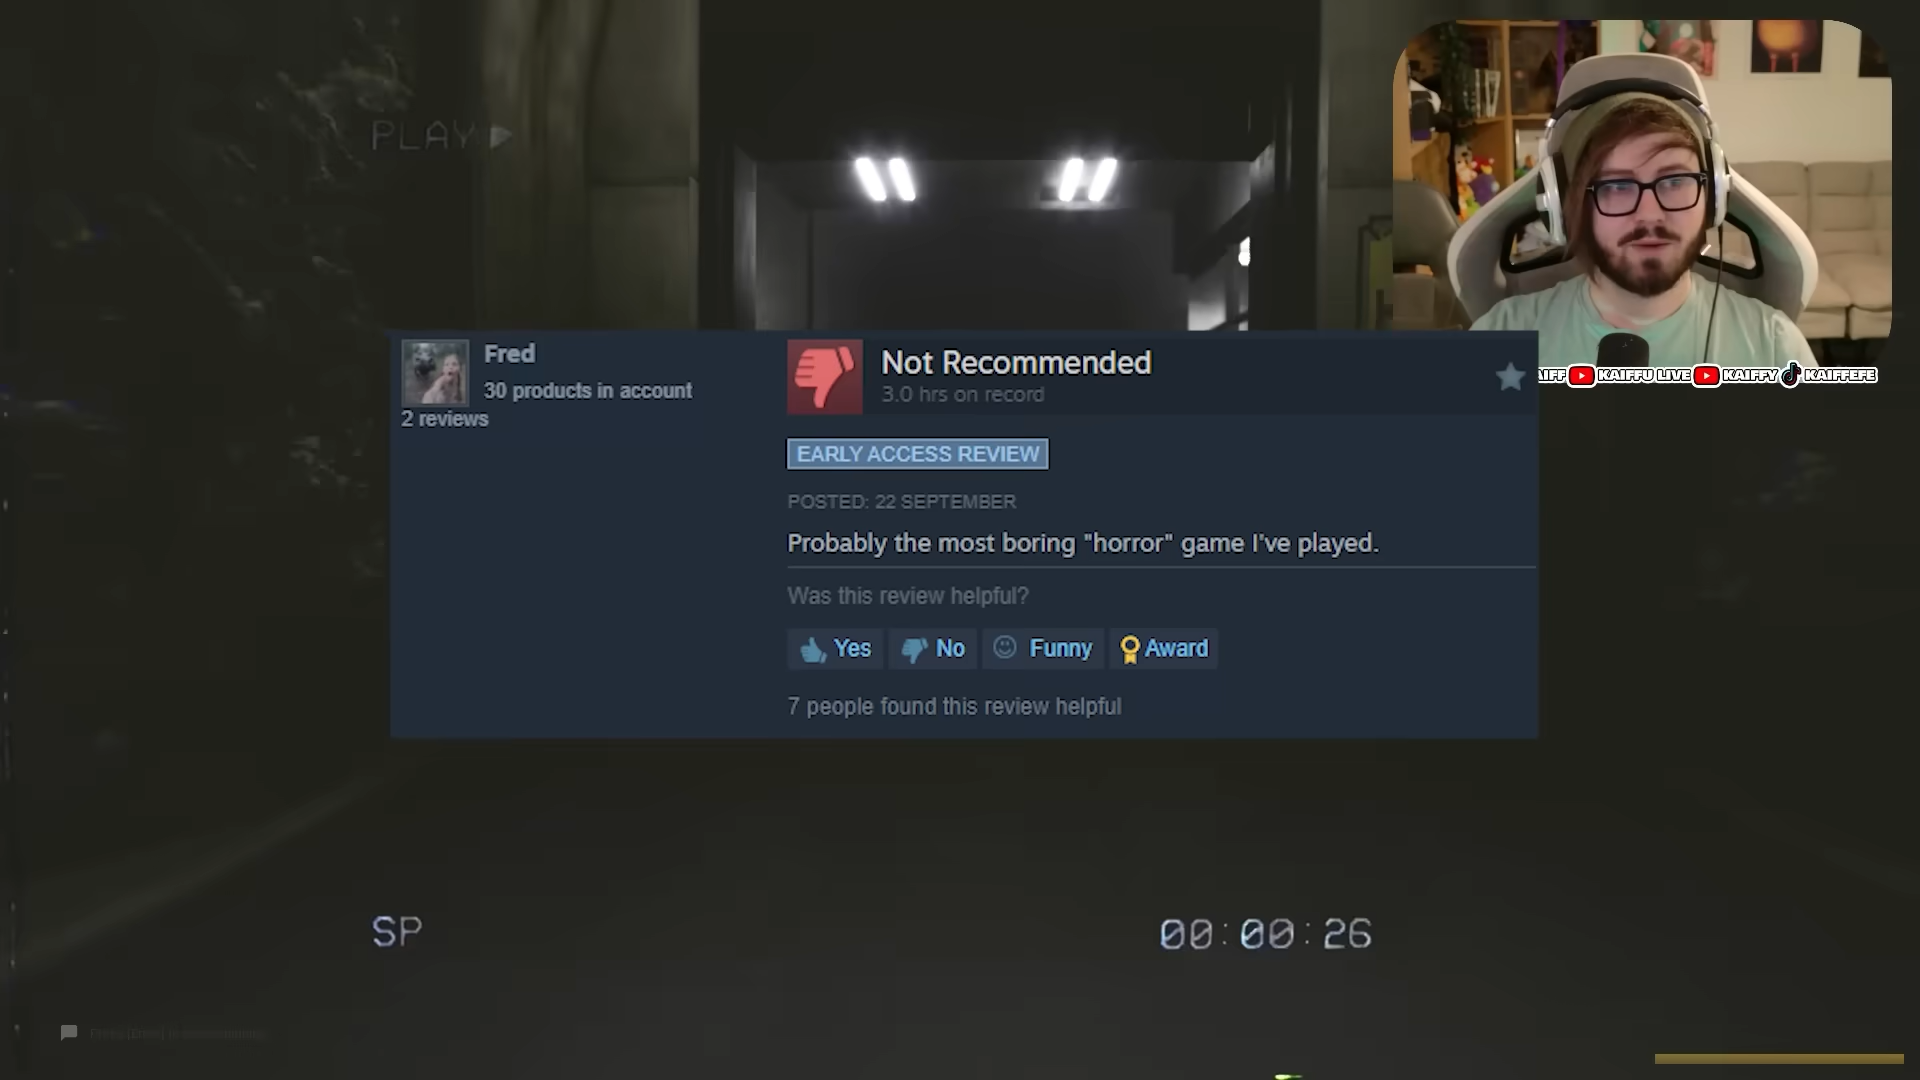 PLAY
Fred
30 products in account
2 reviews
Not Recommended
3.0 hrs on record
EARLY ACCESS REVIEW
POSTED: 22 SEPTEMBER
Probably the most boring "horror" game I've played.
Was this review helpful?
Yes No Funny Award
7 people found this review helpful
AIFF KAIFFU LIVE KAIFFY KAIFFEFE
SP
00:00:26